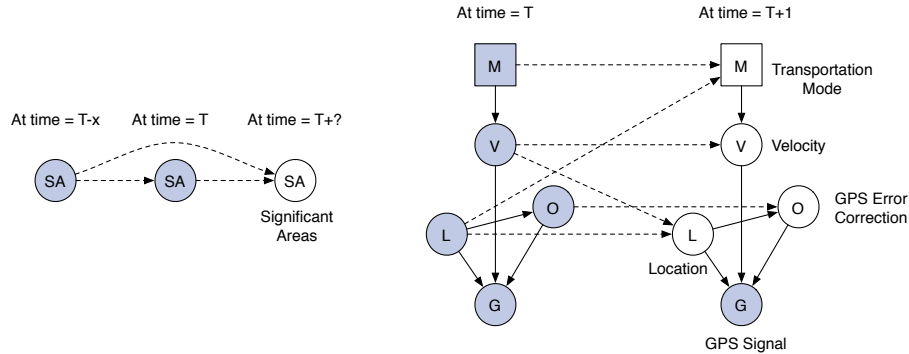 At time = T-x
At time = T
At time = T+?
SA
SA
SA
Significant
Areas
At time = T
At time = T+1
M
M
Transportation
Mode
V
V
Velocity
O
O
GPS Error
Correction
L
L
Location
G
G
GPS Signal